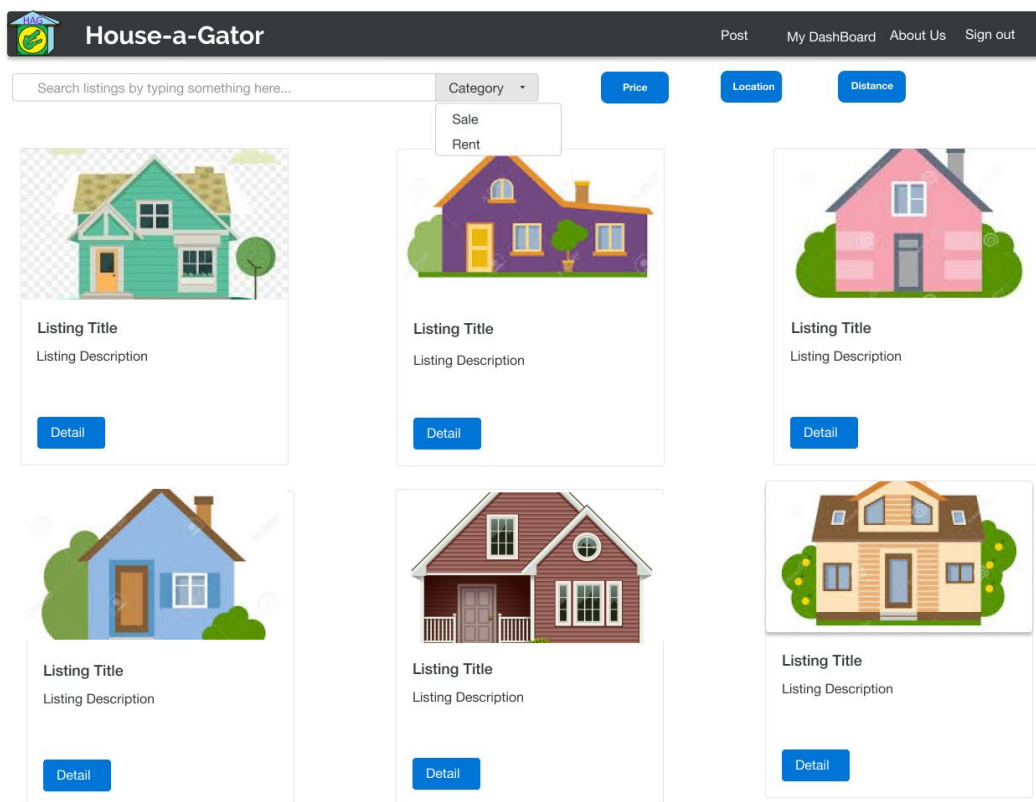 HAG
House-a-Gator
Post My DashBoard About Us Sign out
Search listings by typing something here...
Category
Price
Location
Distance
Sale
Rent
Listing Title
Listing Description
Detail
Listing Title
Listing Description
Detail
Listing Title
Listing Description
Detail
Listing Title
Listing Description
Detail
Listing Title
Listing Description
Detail
Listing Title
Listing Description
Detail